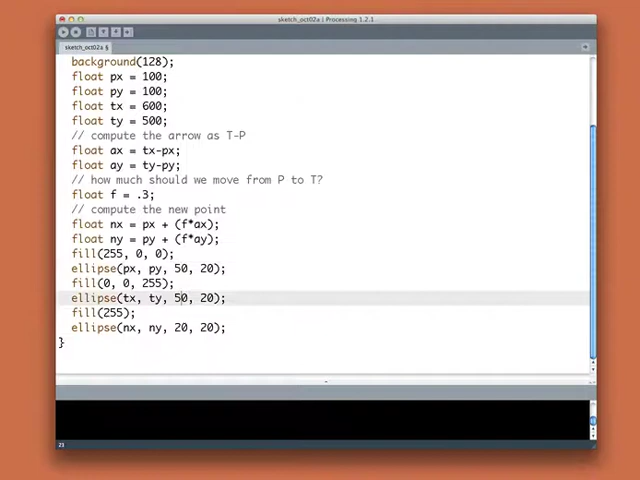 sketch_oct02a | Processing 1.2.1
sketch_oct02a §
background(128);
float px = 100;
float py = 100;
float tx = 600;
float ty = 500;
// compute the arrow as T-P
float ax = tx-px;
float ay = ty-py;
// how much should we move from P to T?
float f = .3;
// compute the new point
float nx = px + (f*ax);
float ny = py + (f*ay);
fill(255, 0, 0);
ellipse(px, py, 50, 20);
fill(0, 0, 255);
ellipse(tx, ty, 50, 20);
fill(255);
ellipse(nx, ny, 20, 20);
}
21